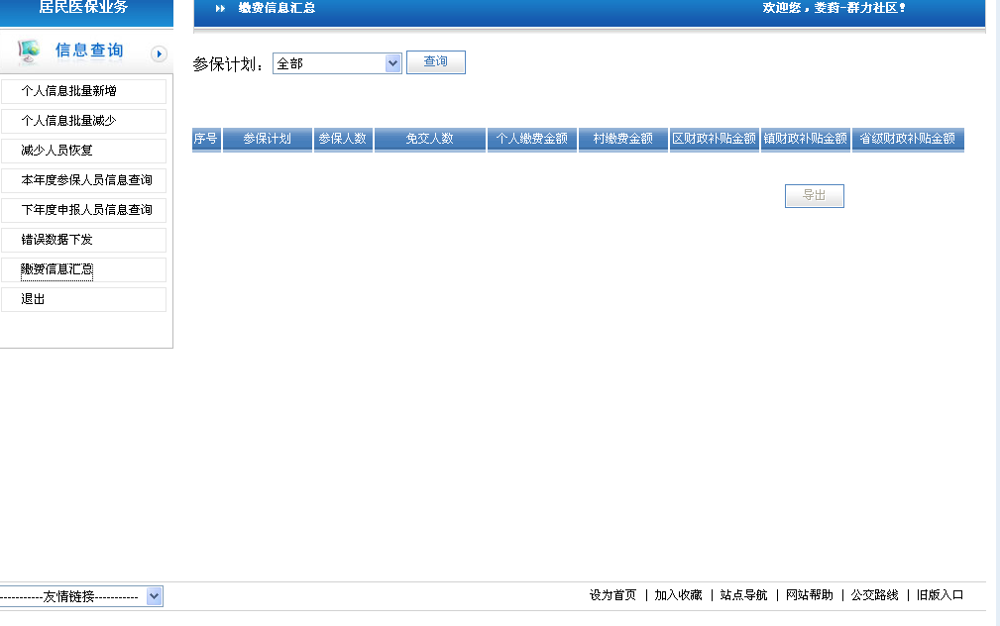 居民医保业务
缴费信息汇总
欢迎您，娄葑-群力社区！
信息查询
参保计划：
全部
查询
个人信息批量新增
个人信息批量减少
减少人员恢复
本年度参保人员信息查询
下年度申报人员信息查询
错误数据下发
缴费信息汇总
退出
序号 参保计划 参保人数 免交人数 个人缴费金额 村缴费金额 区财政补贴金额 镇财政补贴金额 省级财政补贴金额
导出
-----------友情链接-----------
设为首页 | 加入收藏 | 站点导航 | 网站帮助 | 公交路线 | 旧版入口